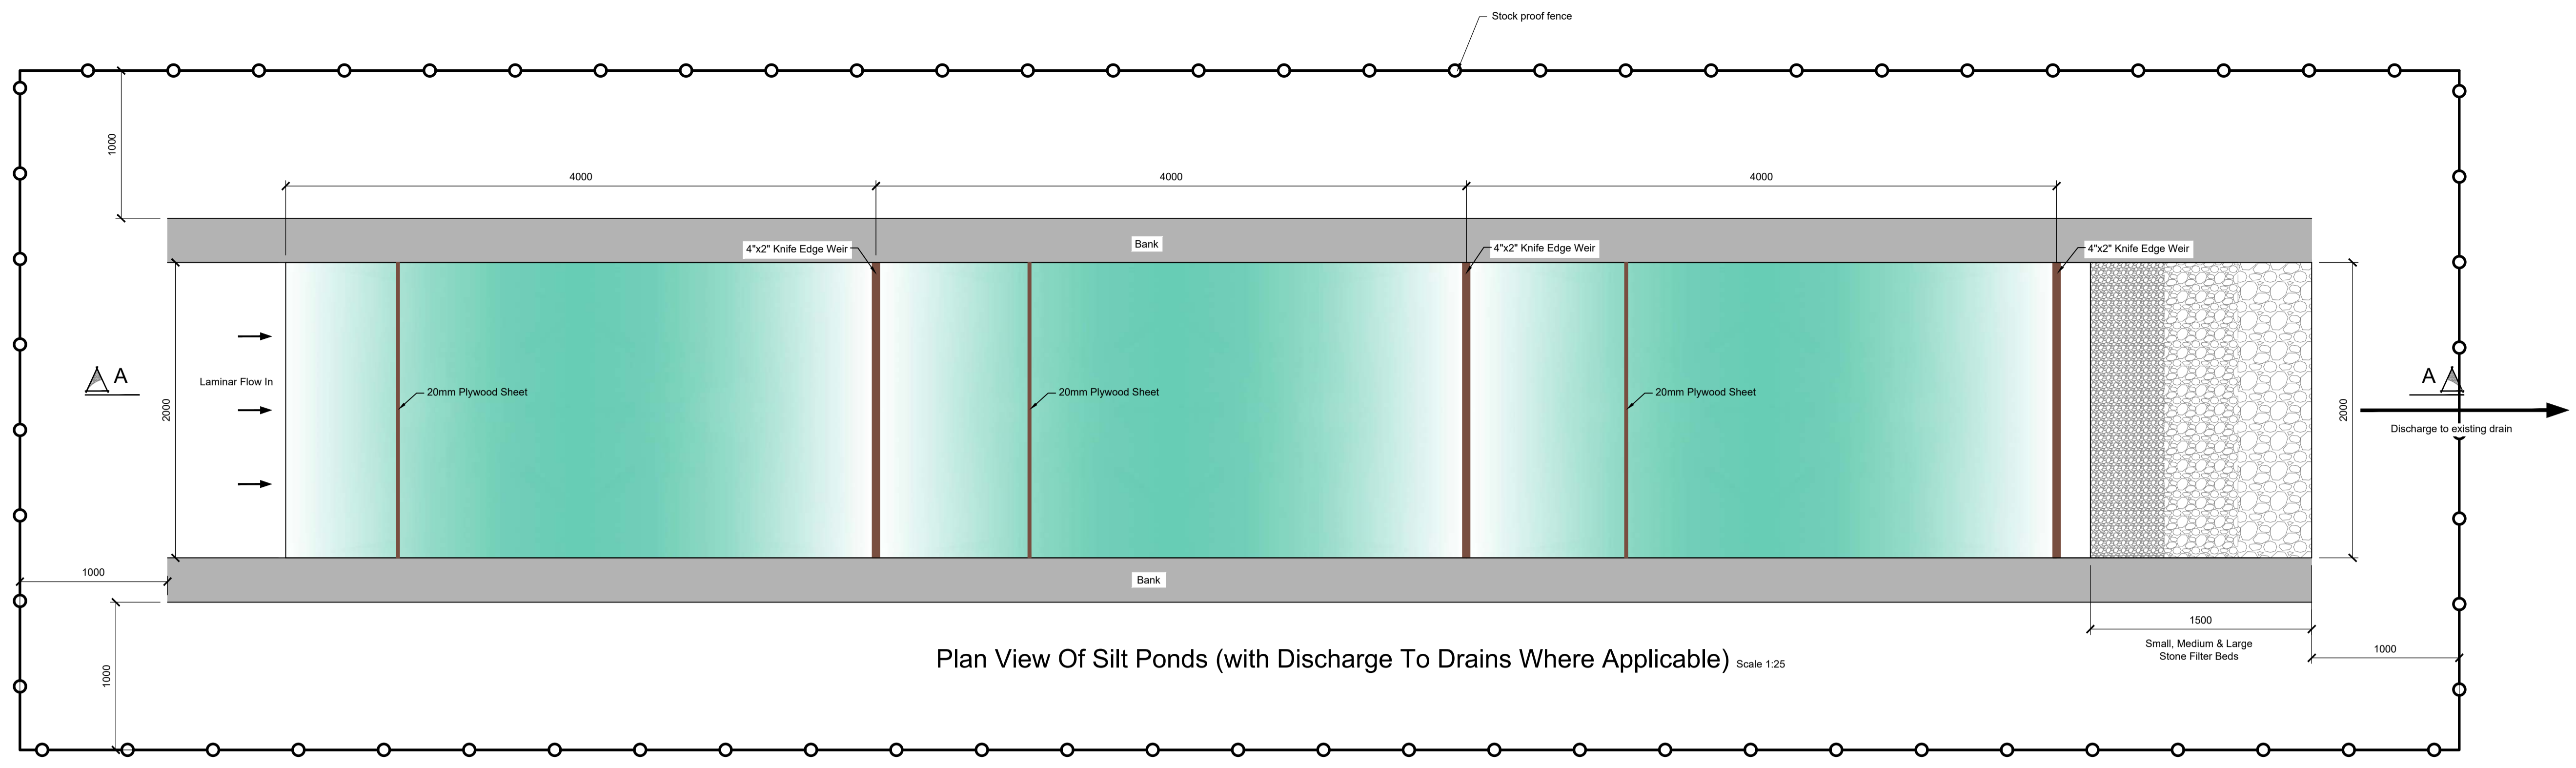 Stock proof fence
1000
4000
4000
4000
4"x2" Knife Edge Weir
Bank
4"x2" Knife Edge Weir
4"x2" Knife Edge Weir
A
Laminar Flow In
2000
20mm Plywood Sheet
20mm Plywood Sheet
20mm Plywood Sheet
A
2000
Discharge to existing drain
1000
Bank
1000
1500
Small, Medium & Large
Stone Filter Beds
1000
Plan View Of Silt Ponds (with Discharge To Drains Where Applicable) Scale 1:25